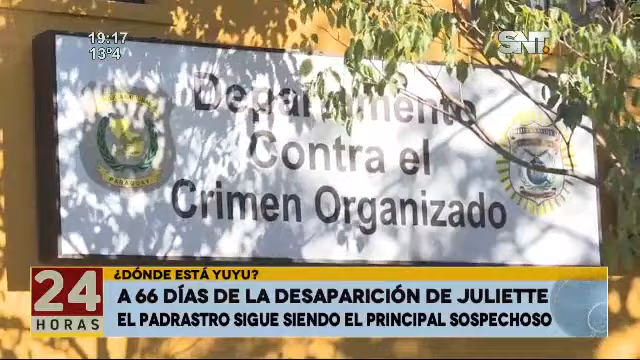 19:17
13°4
SNT
Departamento
Contra el
Crimen Organizado
PARAGUAY
¿DÓNDE ESTÁ YUYU?
24
HORAS
A 66 DÍAS DE LA DESAPARICIÓN DE JULIETTE
EL PADRASTRO SIGUE SIENDO EL PRINCIPAL SOSPECHOSO